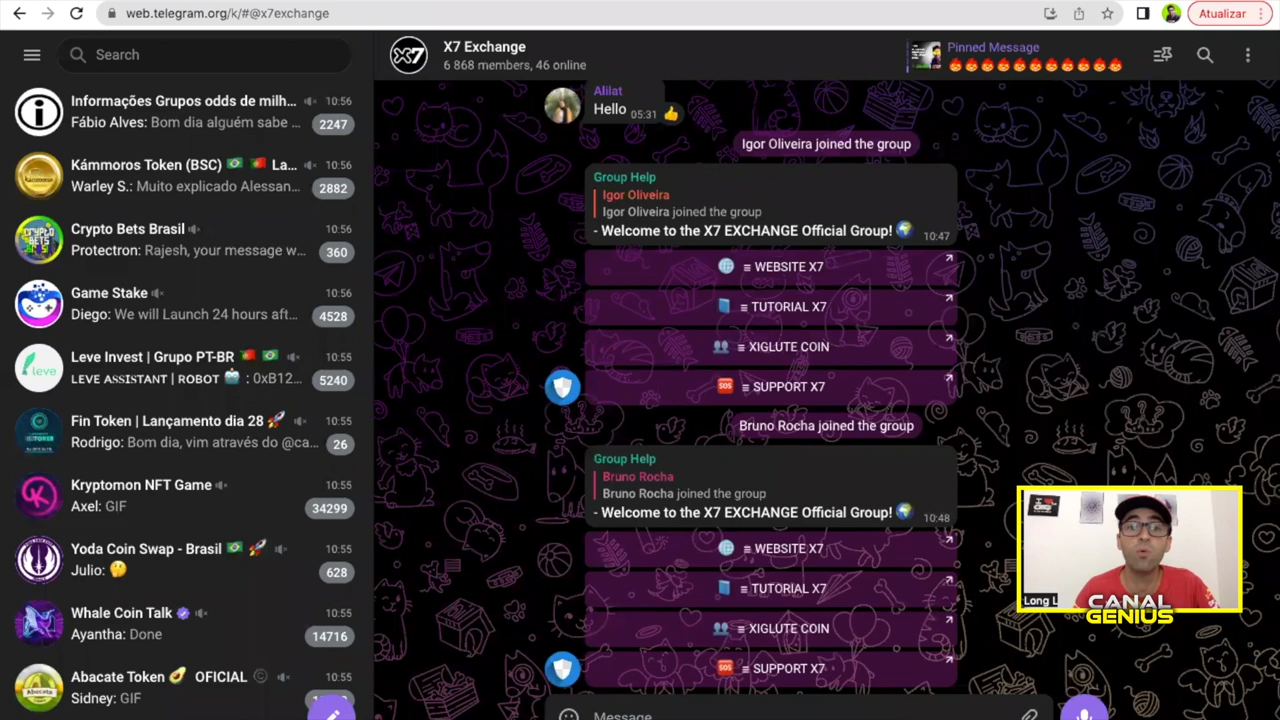 web.telegram.org/k/#@x7exchange
Atualizar
Search
X7
X7 Exchange
6 868 members, 46 online
Pinned Message
Informações Grupos odds de milh...
10:56
Fábio Alves: Bom dia alguém sabe ...
2247
Kámmoros Token (BSC) La...
10:56
Warley S.: Muito explicado Alessan...
2882
Crypto Bets Brasil
10:56
Protectron: Rajesh, your message w...
360
Game Stake
10:56
Diego: We will Launch 24 hours aft...
4528
leve
Leve Invest | Grupo PT-BR
10:55
LEVE ASSISTANT | ROBOT : 0xB12...
5240
Fin Token | Lançamento dia 28
10:55
Rodrigo: Bom dia, vim através do @ca...
26
Kryptomon NFT Game
10:55
Axel: GIF
34299
Yoda Coin Swap - Brasil
10:55
Julio:
628
Whale Coin Talk
10:55
Ayantha: Done
14716
Abacate
Abacate Token OFICIAL
10:55
Sidney: GIF
Alilat
Hello 05:31
Igor Oliveira joined the group
Group Help
Igor Oliveira
Igor Oliveira joined the group
- Welcome to the X7 EXCHANGE Official Group!
10:47
≡ WEBSITE X7
≡ TUTORIAL X7
≡ XIGLUTE COIN
SOS ≡ SUPPORT X7
Bruno Rocha joined the group
Group Help
Bruno Rocha
Bruno Rocha joined the group
- Welcome to the X7 EXCHANGE Official Group!
10:48
≡ WEBSITE X7
≡ TUTORIAL X7
≡ XIGLUTE COIN
SOS ≡ SUPPORT X7
Message
Long L
CANAL
GENIUS